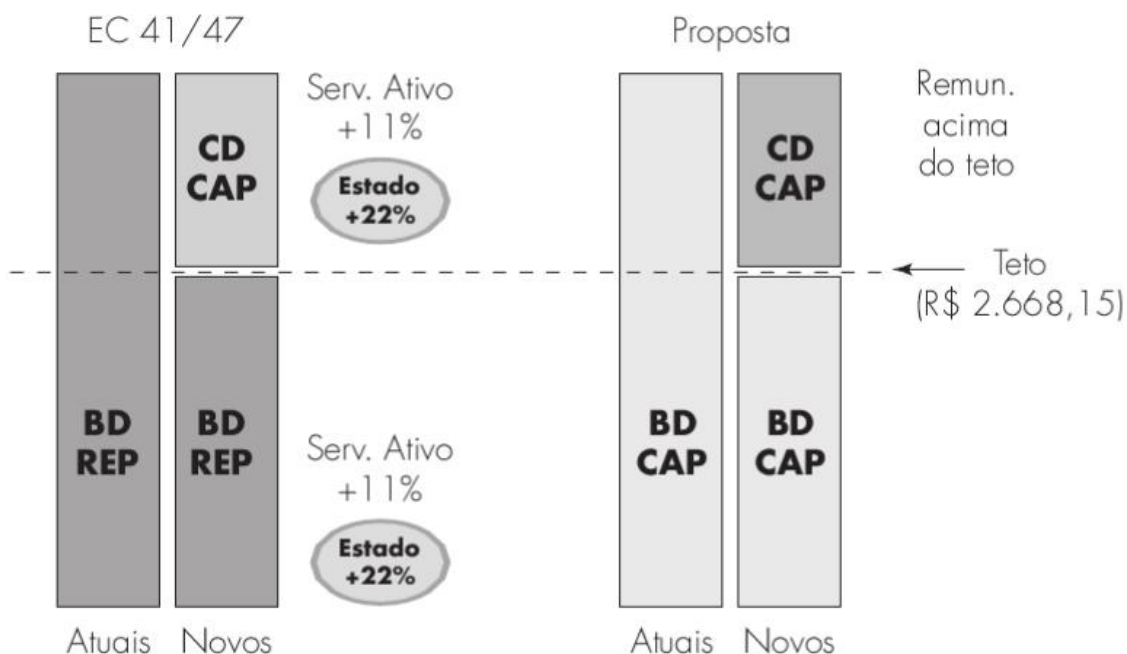 EC 41/47
Proposta
Serv. Ativo
+11%
Estado
+22%
CD
CAP
CD
CAP
Remun.
acima
do teto
Teto
(R$ 2.668,15)
BD
REP
BD
REP
Serv. Ativo
+11%
Estado
+22%
BD
CAP
BD
CAP
Atuais
Novos
Atuais
Novos